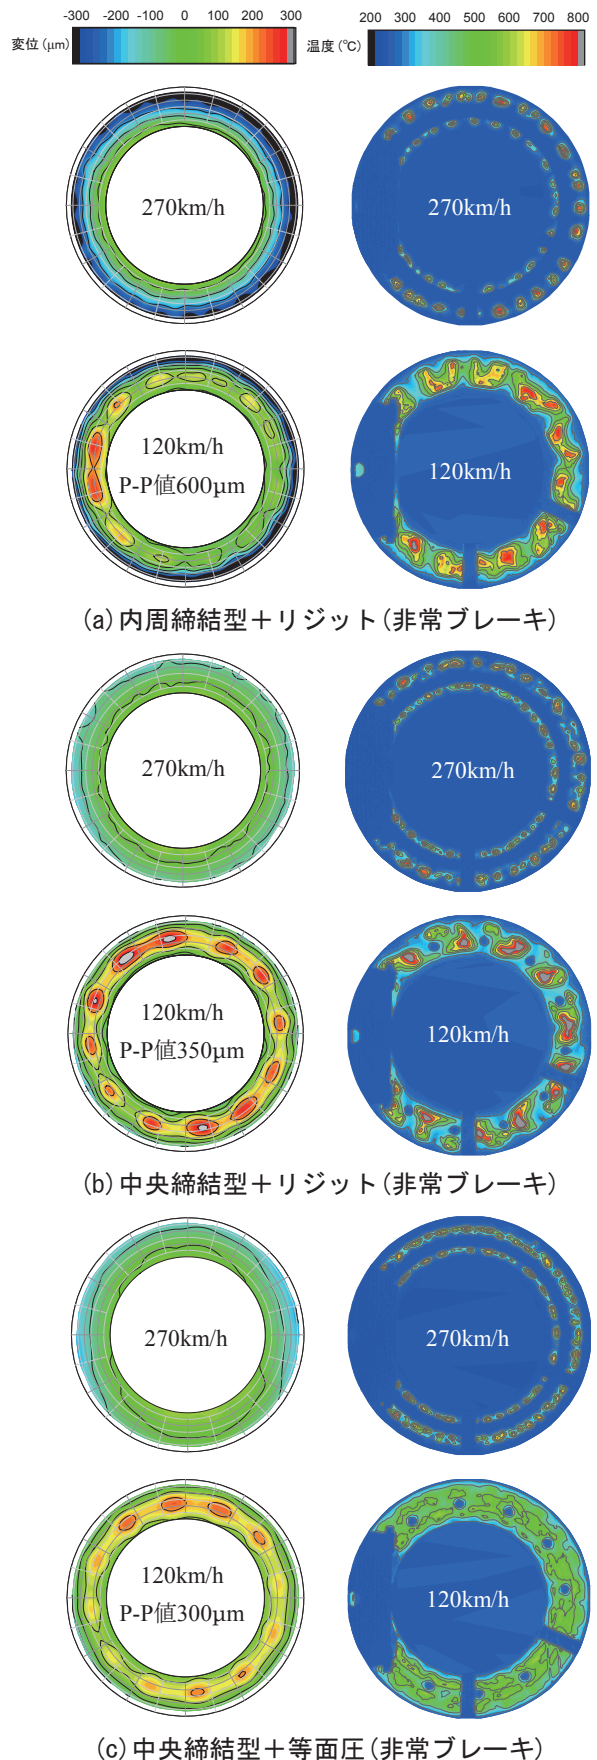 -300 -200 -100 0 100 200 300
変位(μm)
200 300 400 500 600 700 800
温度(℃)
270km/h
270km/h
120km/h
P-P値600μm
120km/h
(a)内周締結型＋リジット(非常ブレーキ)
270km/h
270km/h
120km/h
P-P値350μm
120km/h
(b)中央締結型＋リジット(非常ブレーキ)
270km/h
270km/h
120km/h
P-P値300μm
120km/h
(c)中央締結型＋等面圧(非常ブレーキ)